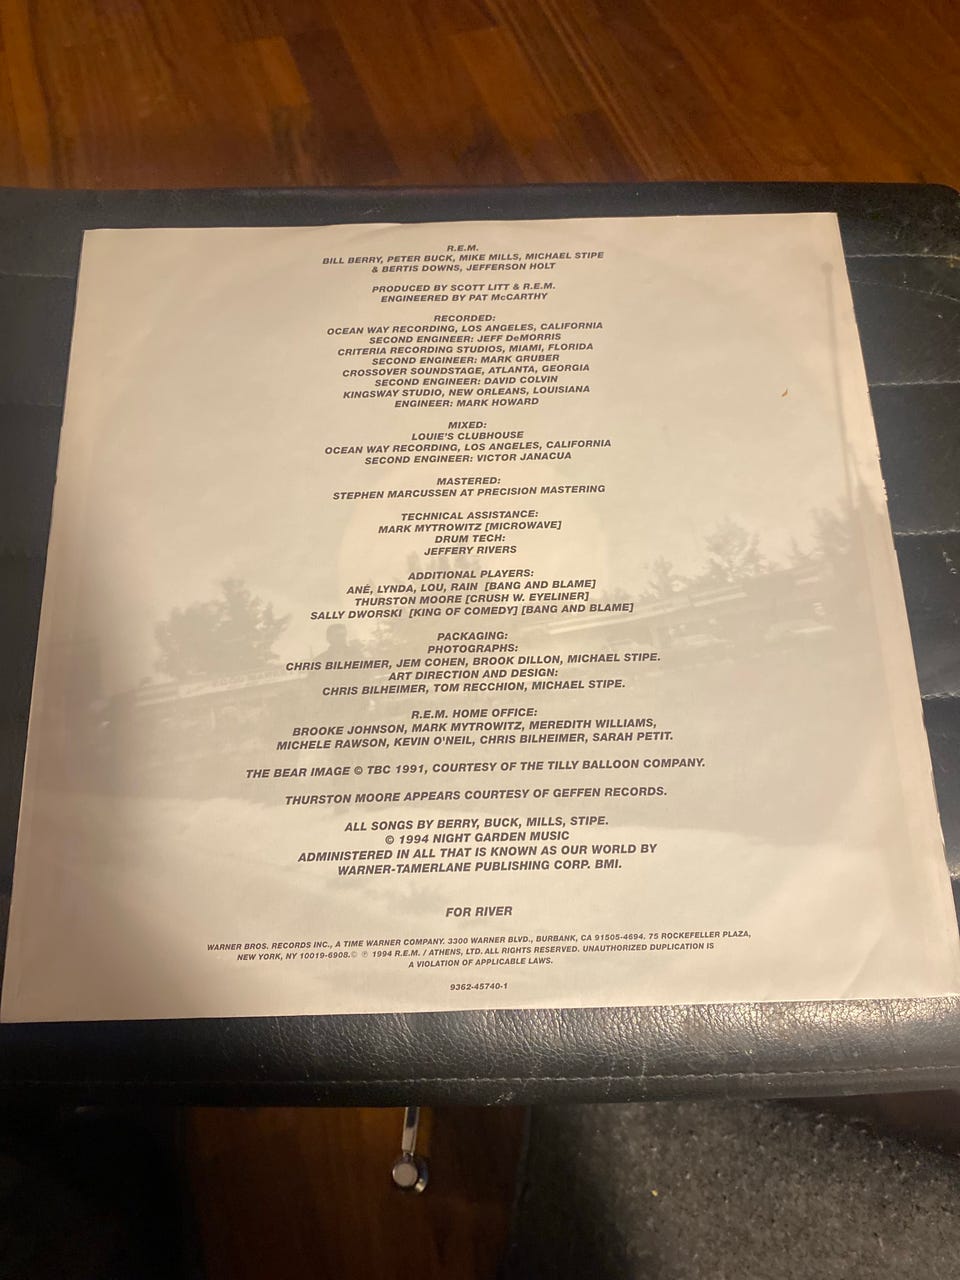 R.E.M.
BILL BERRY, PETER BUCK, MIKE MILLS, MICHAEL STIPE
& BERTIS DOWNS, JEFFERSON HOLT
PRODUCED BY SCOTT LITT & R.E.M.
ENGINEERED BY PAT McCARTHY
RECORDED:
OCEAN WAY RECORDING, LOS ANGELES, CALIFORNIA
SECOND ENGINEER: JEFF DeMORRIS
CRITERIA RECORDING STUDIOS, MIAMI, FLORIDA
SECOND ENGINEER: MARK GRUBER
CROSSOVER SOUNDSTAGE, ATLANTA, GEORGIA
SECOND ENGINEER: DAVID COLVIN
KINGSWAY STUDIO, NEW ORLEANS, LOUISIANA
ENGINEER: MARK HOWARD
MIXED:
LOUIE'S CLUBHOUSE
OCEAN WAY RECORDING, LOS ANGELES, CALIFORNIA
SECOND ENGINEER: VICTOR JANACUA
MASTERED:
STEPHEN MARCUSSEN AT PRECISION MASTERING
TECHNICAL ASSISTANCE:
MARK MYTROWITZ [MICROWAVE]
DRUM TECH:
JEFFERY RIVERS
ADDITIONAL PLAYERS:
ANÉ, LYNDA, LOU, RAIN [BANG AND BLAME]
THURSTON MOORE [CRUSH W. EYELINER]
SALLY DWORSKI [KING OF COMEDY] [BANG AND BLAME]
PACKAGING:
PHOTOGRAPHS:
CHRIS BILHEIMER, JEM COHEN, BROOK DILLON, MICHAEL STIPE.
ART DIRECTION AND DESIGN:
CHRIS BILHEIMER, TOM RECCHION, MICHAEL STIPE.
R.E.M. HOME OFFICE:
BROOKE JOHNSON, MARK MYTROWITZ, MEREDITH WILLIAMS,
MICHELE RAWSON, KEVIN O'NEIL, CHRIS BILHEIMER, SARAH PETIT.
THE BEAR IMAGE © TBC 1991, COURTESY OF THE TILLY BALLOON COMPANY.
THURSTON MOORE APPEARS COURTESY OF GEFFEN RECORDS.
ALL SONGS BY BERRY, BUCK, MILLS, STIPE.
© 1994 NIGHT GARDEN MUSIC
ADMINISTERED IN ALL THAT IS KNOWN AS OUR WORLD BY
WARNER-TAMERLANE PUBLISHING CORP. BMI.
FOR RIVER
WARNER BROS. RECORDS INC., A TIME WARNER COMPANY. 3300 WARNER BLVD., BURBANK, CA 91505-4694. 75 ROCKEFELLER PLAZA,
NEW YORK, NY 10019-6908.© ℗ 1994 R.E.M. / ATHENS, LTD. ALL RIGHTS RESERVED. UNAUTHORIZED DUPLICATION IS
A VIOLATION OF APPLICABLE LAWS.
9362-45740-1